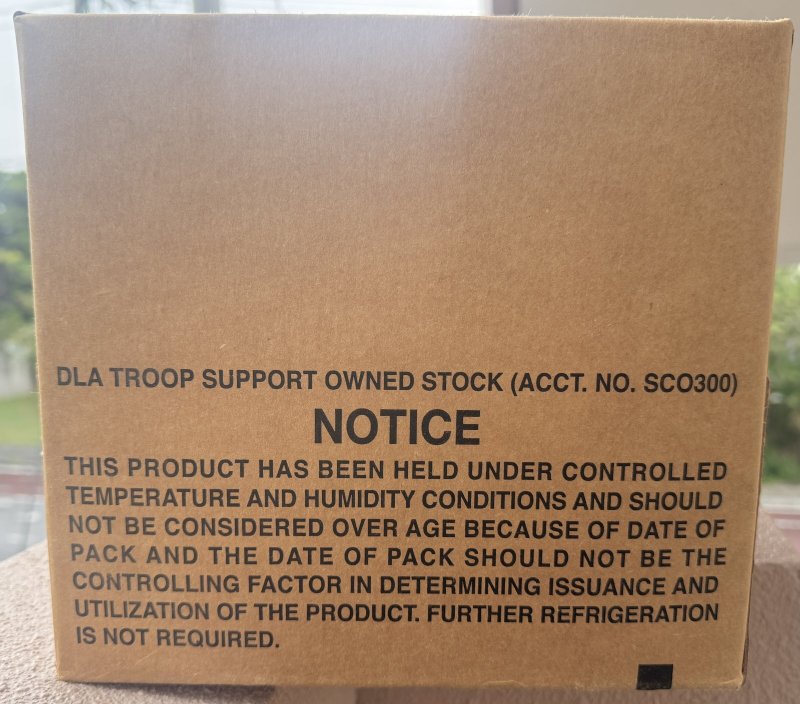 DLA TROOP SUPPORT OWNED STOCK (ACCT. NO. SCO300)
NOTICE
THIS PRODUCT HAS BEEN HELD UNDER CONTROLLED
TEMPERATURE AND HUMIDITY CONDITIONS AND SHOULD
NOT BE CONSIDERED OVER AGE BECAUSE OF DATE OF
PACK AND THE DATE OF PACK SHOULD NOT BE THE
CONTROLLING FACTOR IN DETERMINING ISSUANCE AND
UTILIZATION OF THE PRODUCT. FURTHER REFRIGERATION
IS NOT REQUIRED.